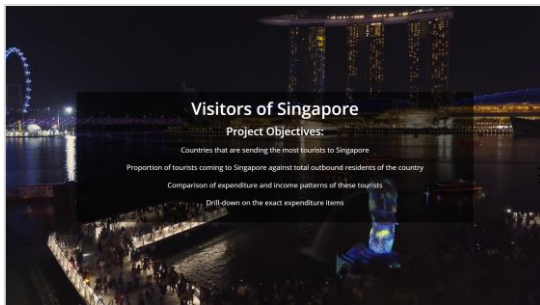 Visitors of Singapore
Project Objectives:
Countries that are sending the most tourists to Singapore
Proportion of tourists coming to Singapore against total outbound residents of the country
Comparison of expenditure and income patterns of these tourists
Drill-down on the exact expenditure items